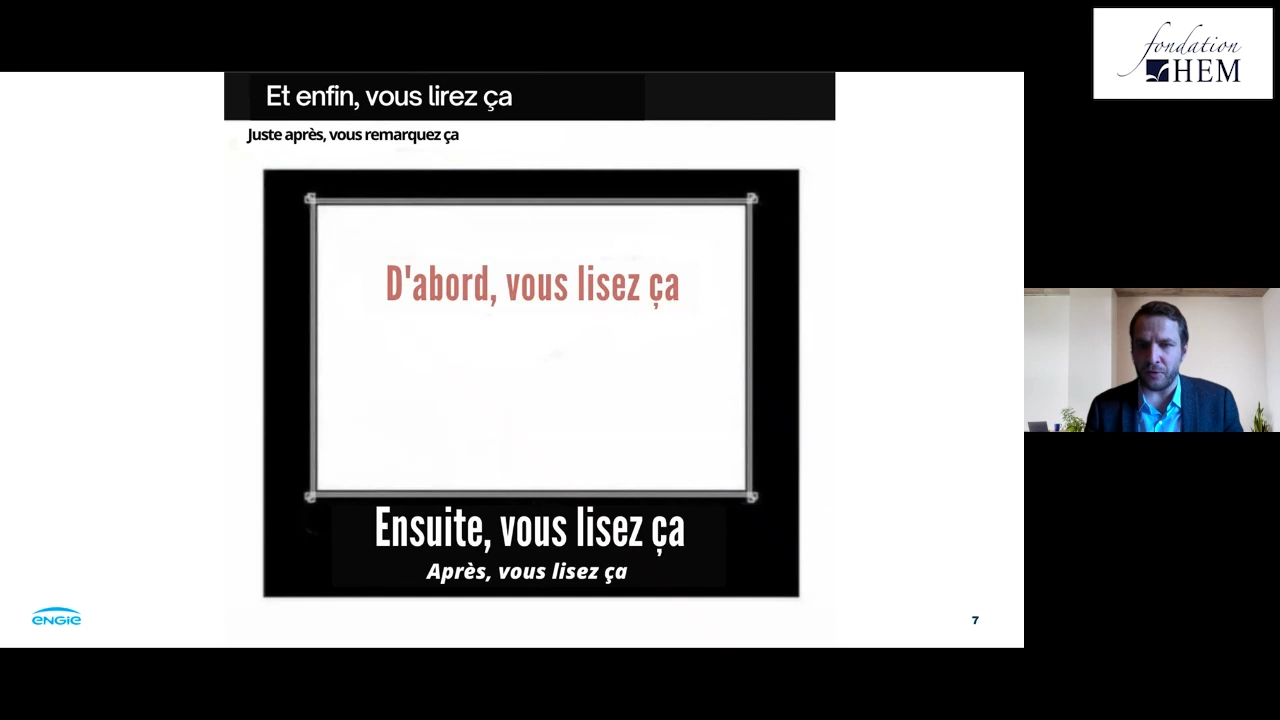 fondation
HEM
Et enfin, vous lirez ça
Juste après, vous remarquez ça
D'abord, vous lisez ça
Ensuite, vous lisez ça
Après, vous lisez ça
ENGIE
7